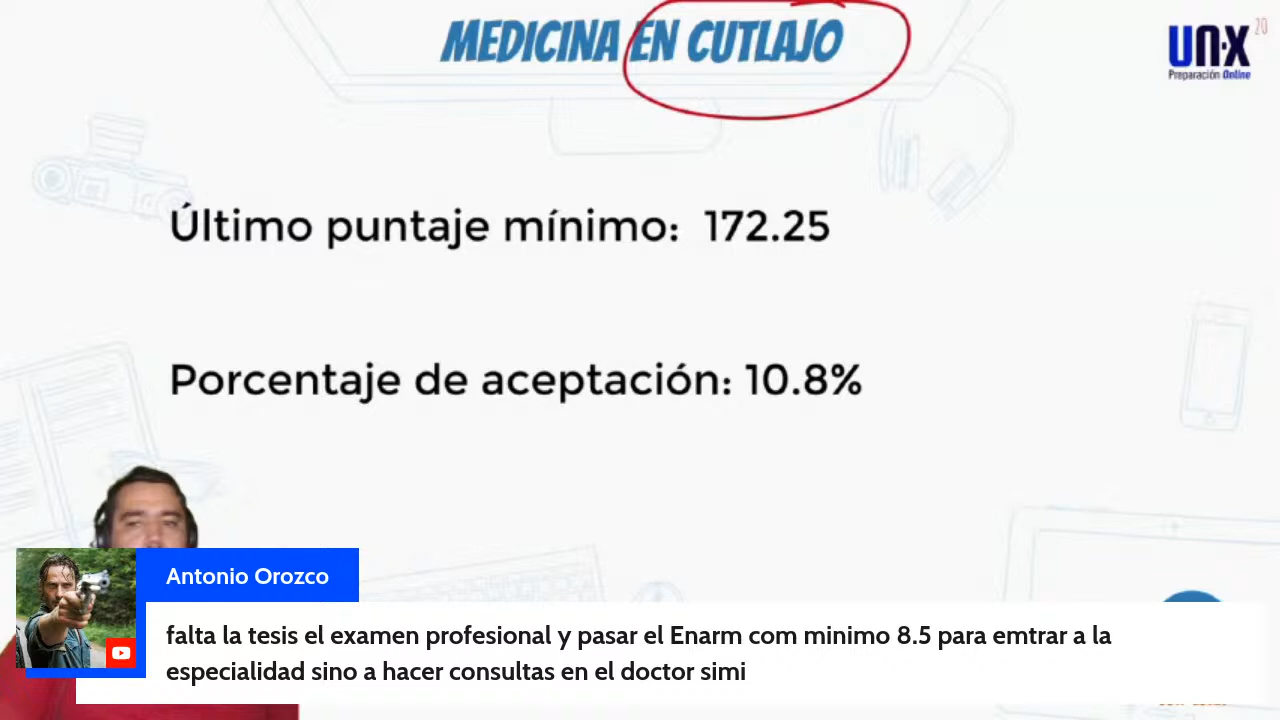 MEDICINA EN CUTLAJO
UN·X
20
Preparación Online
Último puntaje mínimo: 172.25
Porcentaje de aceptación: 10.8%
Antonio Orozco
falta la tesis el examen profesional y pasar el Enarm com minimo 8.5 para emtrar a la
especialidad sino a hacer consultas en el doctor simi